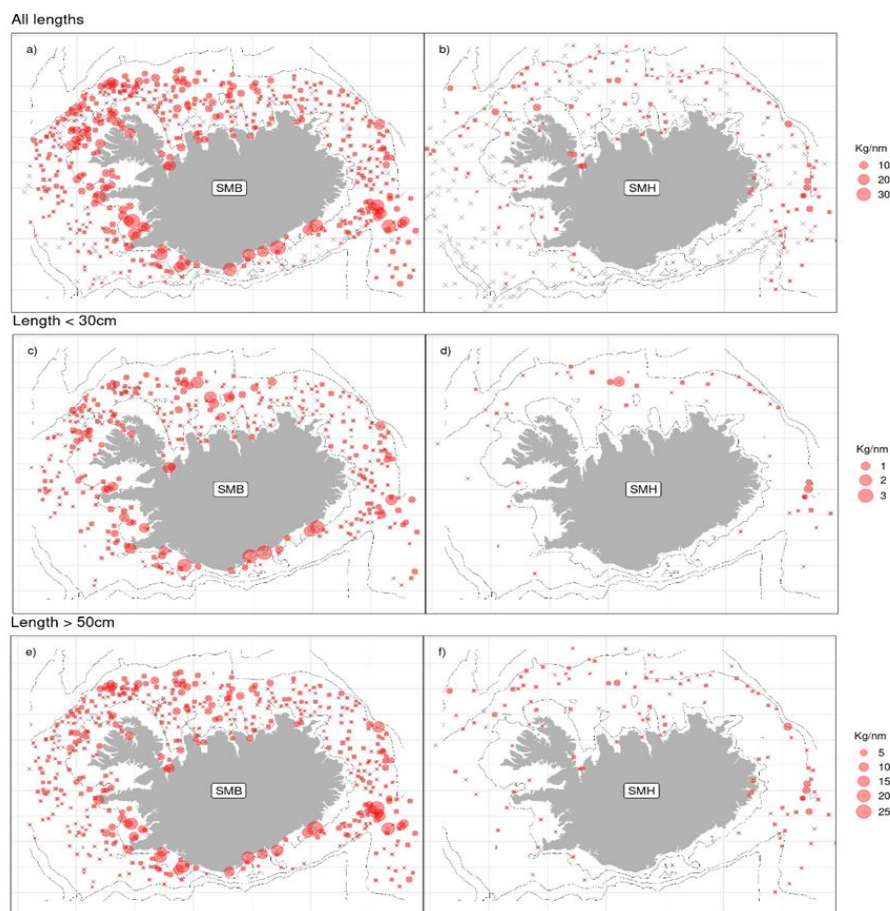 All lengths
a)
b)
SMB
SMH
Kg/nm
10
20
30
Length < 30cm
c)
d)
SMB
SMH
Kg/nm
1
2
3
Length > 50cm
e)
f)
SMB
SMH
Kg/nm
5
10
15
20
25